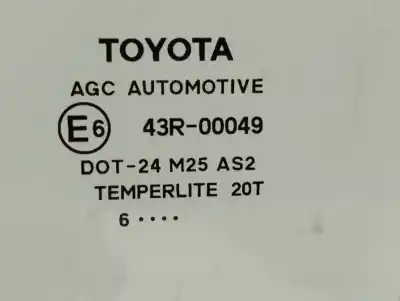 TOYOTA
AGC AUTOMOTIVE
E6 43R-00049
DOT-24 M25 AS2
TEMPERLITE 20T
6 ····